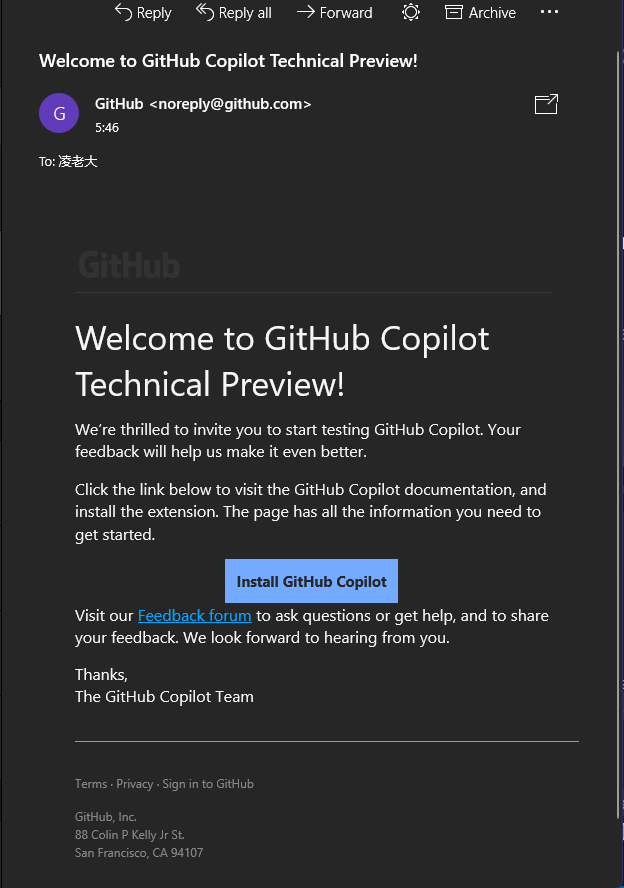 Reply Reply all Forward Archive
Welcome to GitHub Copilot Technical Preview!
G
GitHub <noreply@github.com>
5:46
To: 凌老大
GitHub
Welcome to GitHub Copilot
Technical Preview!
We’re thrilled to invite you to start testing GitHub Copilot. Your
feedback will help us make it even better.
Click the link below to visit the GitHub Copilot documentation, and
install the extension. The page has all the information you need to
get started.
Install GitHub Copilot
Visit our Feedback forum to ask questions or get help, and to share
your feedback. We look forward to hearing from you.
Thanks,
The GitHub Copilot Team
Terms · Privacy · Sign in to GitHub
GitHub, Inc.
88 Colin P Kelly Jr St.
San Francisco, CA 94107